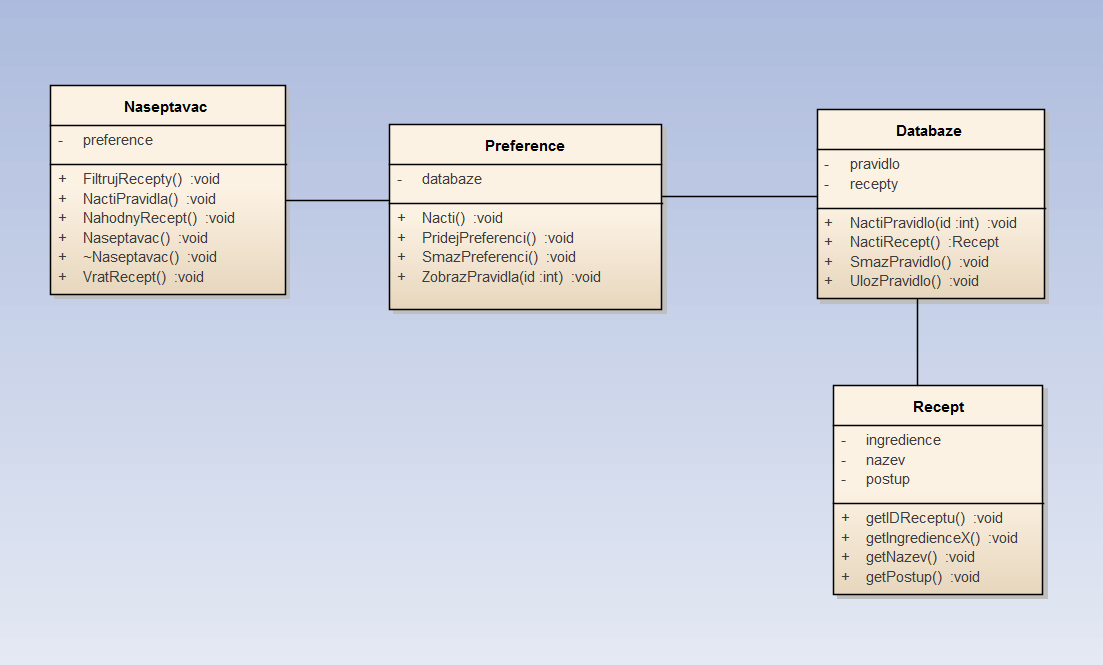 Naseptavac
- preference
+ FiltrujRecepty() :void
+ NactiPravidla() :void
+ NahodnyRecept() :void
+ Naseptavac() :void
+ ~Naseptavac() :void
+ VratRecept() :void
Preference
- databaze
+ Nacti() :void
+ PridejPreferenci() :void
+ SmazPreferenci() :void
+ ZobrazPravidla(id :int) :void
Databaze
- pravidlo
- recepty
+ NactiPravidlo(id :int) :void
+ NactiRecept() :Recept
+ SmazPravidlo() :void
+ UlozPravidlo() :void
Recept
- ingredience
- nazev
- postup
+ getIDReceptu() :void
+ getIngredienceX() :void
+ getNazev() :void
+ getPostup() :void